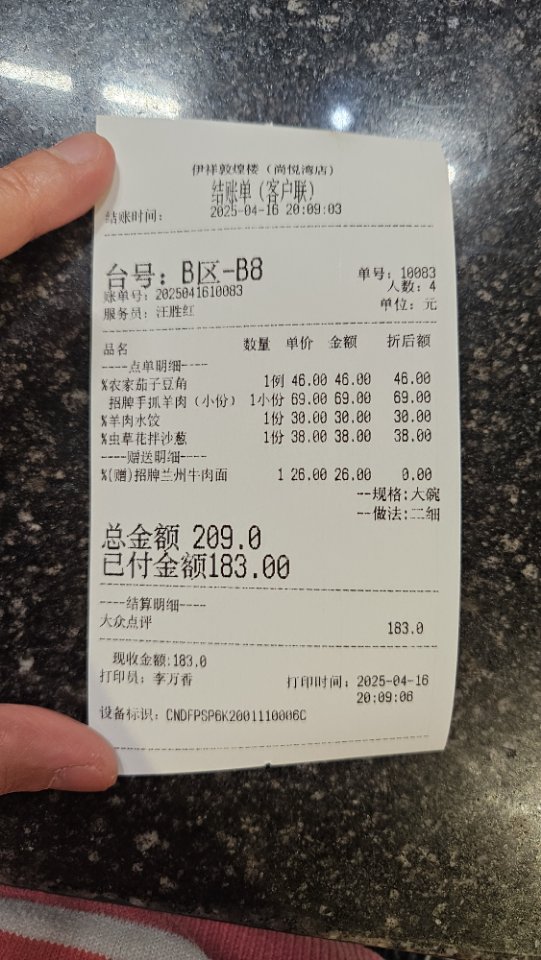 伊祥敦煌楼（尚悦湾店）
结账单（客户联）
结账时间： 2025-04-16 20:09:03
台号：B区-B8 单号：10083
账单号：2025041610083 人数：4
服务员：汪胜红 单位：元
品名 数量 单价 金额 折后额
----点单明细----
%农家茄子豆角 1例 46.00 46.00 46.00
招牌手抓羊肉（小份） 1小份 69.00 69.00 69.00
%羊肉水饺 1份 30.00 30.00 30.00
%虫草花拌沙葱 1份 38.00 38.00 38.00
----赠送明细----
%(赠)招牌兰州牛肉面 1 26.00 26.00 0.00
--规格:大碗
--做法:二细
总金额 209.0
已付金额183.00
----结算明细----
大众点评 183.0
现收金额:183.0
打印员：李万香 打印时间：2025-04-16
20:09:06
设备标识：CNDFPSP6K2001110006C